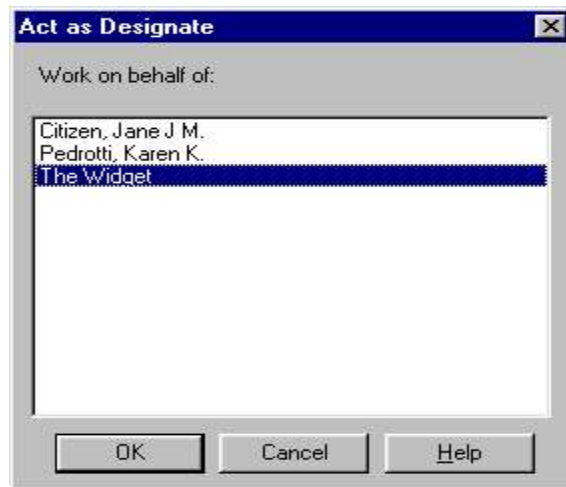 Act as Designate
Work on behalf of:
Citizen, Jane J M.
Pedrotti, Karen K.
The Widget
OK Cancel Help